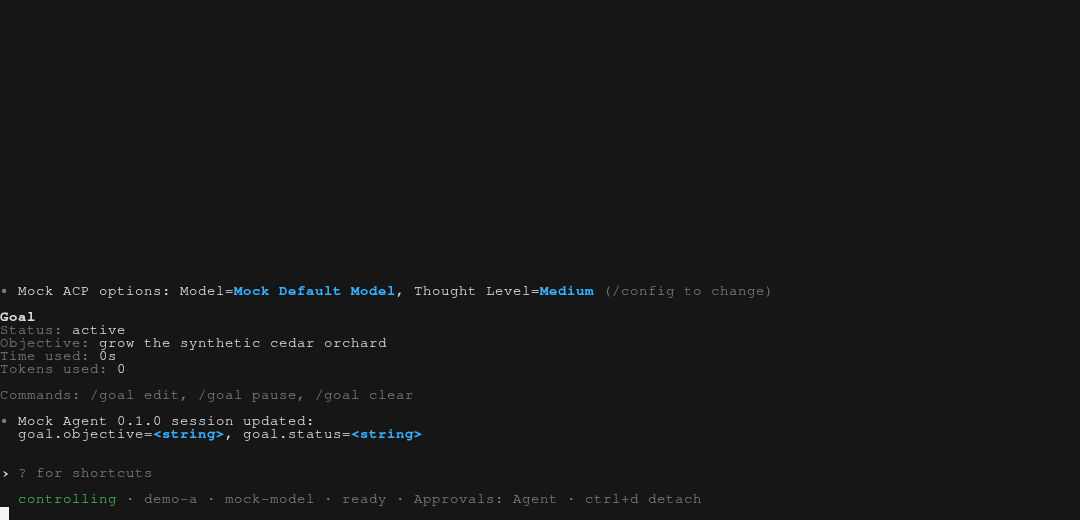 • Mock ACP options: Model=Mock Default Model, Thought Level=Medium (/config to change)
Goal
Status: active
Objective: grow the synthetic cedar orchard
Time used: 0s
Tokens used: 0
Commands: /goal edit, /goal pause, /goal clear
• Mock Agent 0.1.0 session updated:
goal.objective=<string>, goal.status=<string>
› ? for shortcuts
controlling · demo-a · mock-model · ready · Approvals: Agent · ctrl+d detach